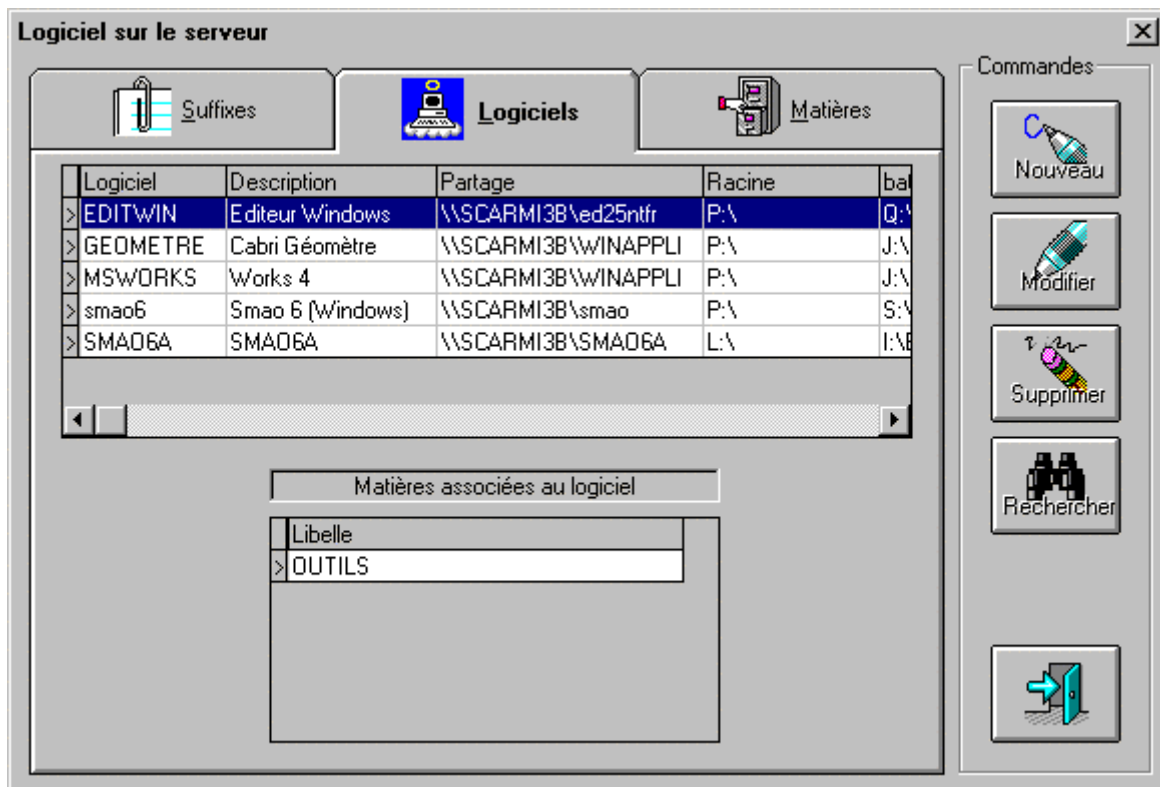 Logiciel sur le serveur
Commandes
Suffixes Logiciels Matières
Nouveau
Modifier
Supprimer
Rechercher
Logiciel Description Partage Racine bat
> EDITWIN Editeur Windows \\SCARMI3B\ed25ntfr P:\ Q:\
> GEOMETRE Cabri Géomètre \\SCARMI3B\WINAPPLI P:\ J:\
> MSWORKS Works 4 \\SCARMI3B\WINAPPLI P:\ J:\
> smao6 Smao 6 (Windows) \\SCARMI3B\smao P:\ S:\
> SMAO6A SMAO6A \\SCARMI3B\SMAO6A L:\ I:\
Matières associées au logiciel
Libelle
> OUTILS